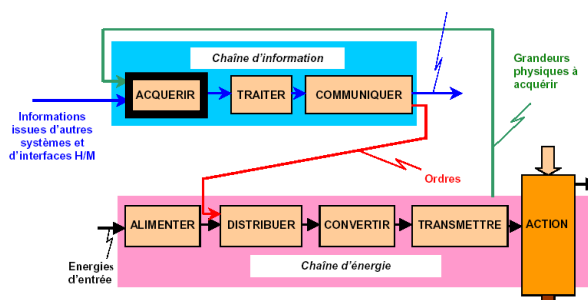 Chaîne d'information
Grandeurs
physiques à
acquérir
ACQUERIR
TRAITER
COMMUNIQUER
Informations
issues d'autres
systèmes et
d'interfaces H/M
Ordres
ALIMENTER
DISTRIBUER
CONVERTIR
TRANSMETTRE
ACTION
Energies
d'entrée
Chaîne d'énergie